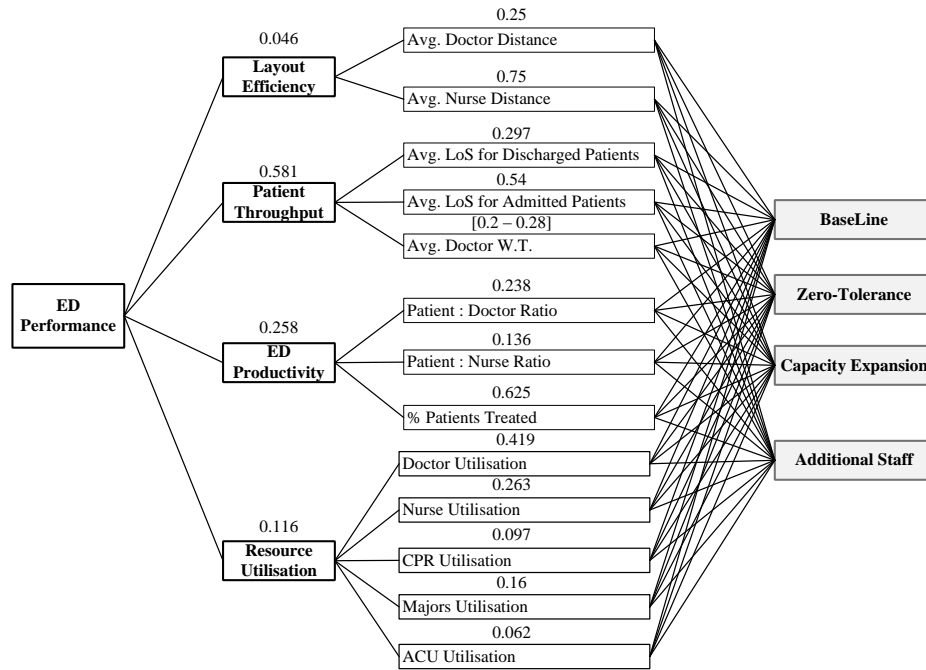 ED
Performance
0.046
Layout
Efficiency
0.581
Patient
Throughput
0.258
ED
Productivity
0.116
Resource
Utilisation
0.25
Avg. Doctor Distance
0.75
Avg. Nurse Distance
0.297
Avg. LoS for Discharged Patients
0.54
Avg. LoS for Admitted Patients
[0.2 – 0.28]
Avg. Doctor W.T.
0.238
Patient : Doctor Ratio
0.136
Patient : Nurse Ratio
0.625
% Patients Treated
0.419
Doctor Utilisation
0.263
Nurse Utilisation
0.097
CPR Utilisation
0.16
Majors Utilisation
0.062
ACU Utilisation
BaseLine
Zero-Tolerance
Capacity Expansion
Additional Staff